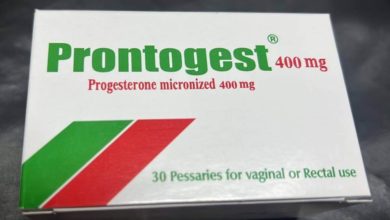 Prontogest® 400 mg
Progesterone micronized 400 mg
30 Pessaries for vaginal or Rectal use